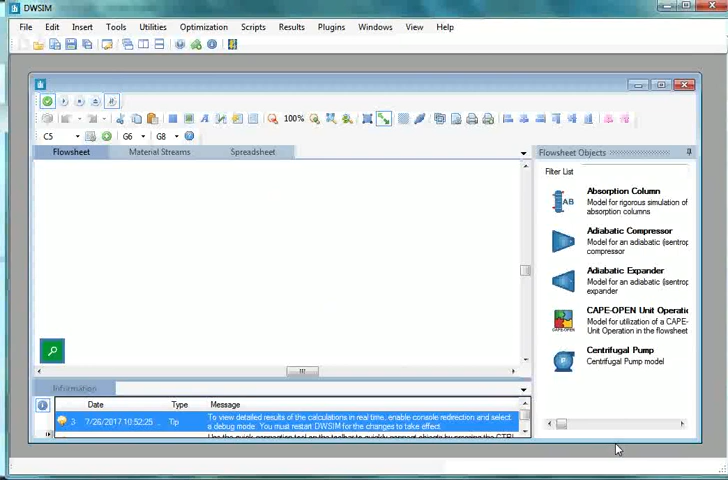 DWSIM
File Edit Insert Tools Utilities Optimization Scripts Results Plugins Windows View Help
100%
C5 G6 G8
Flowsheet Material Streams Spreadsheet
Flowsheet Objects
Filter List
Absorption Column
Model for rigorous simulation of
absorption columns
Adiabatic Compressor
Model for an adiabatic (isentrop
compressor
Adiabatic Expander
Model for an adiabatic (isentrop
expander
CAPE-OPEN Unit Operati
Model for utilization of a CAPE-
Unit Operation in the flowsheet
Centrifugal Pump
Centrifugal Pump model
Information
Date Type Message
3 7/26/2017 10:52:25 Tip To view detailed results of the calculations in real time, enable console redirection and select
a debug mode. You must restart DWSIM for the changes to take effect.
Use the quick connection tool on the toolbar to quickly connect objects by pressing the CTRL